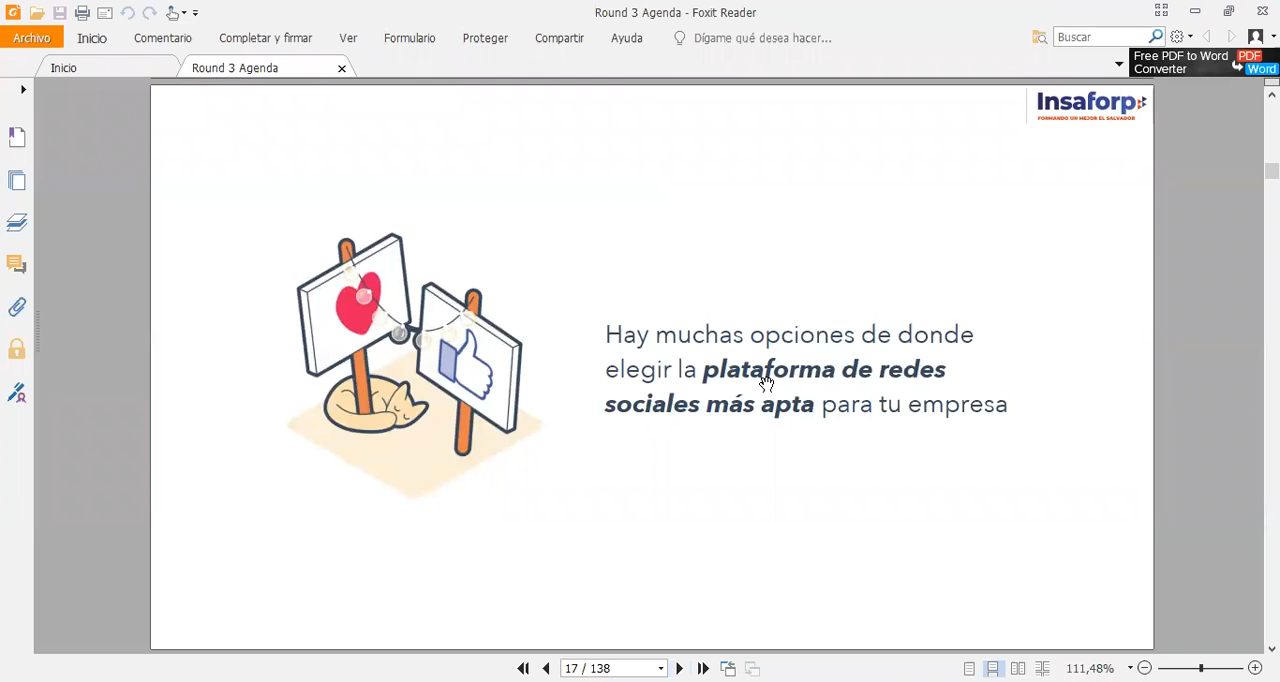 Round 3 Agenda - Foxit Reader
Archivo Inicio Comentario Completar y firmar Ver Formulario Proteger Compartir Ayuda Dígame qué desea hacer... Buscar
Inicio Round 3 Agenda
Free PDF to Word PDF
Converter Word
Insaforp
FORMANDO UN MEJOR EL SALVADOR
Hay muchas opciones de donde
elegir la plataforma de redes
sociales más apta para tu empresa
17 / 138 111,48%